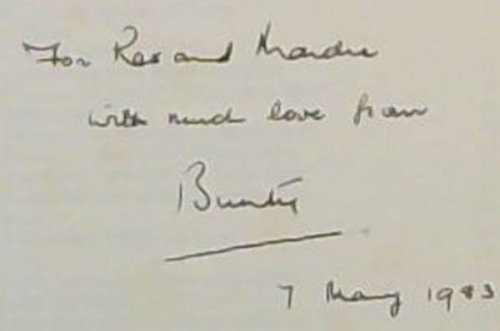 For Rex and Mardie
with much love from
Bunty
7 May 1983